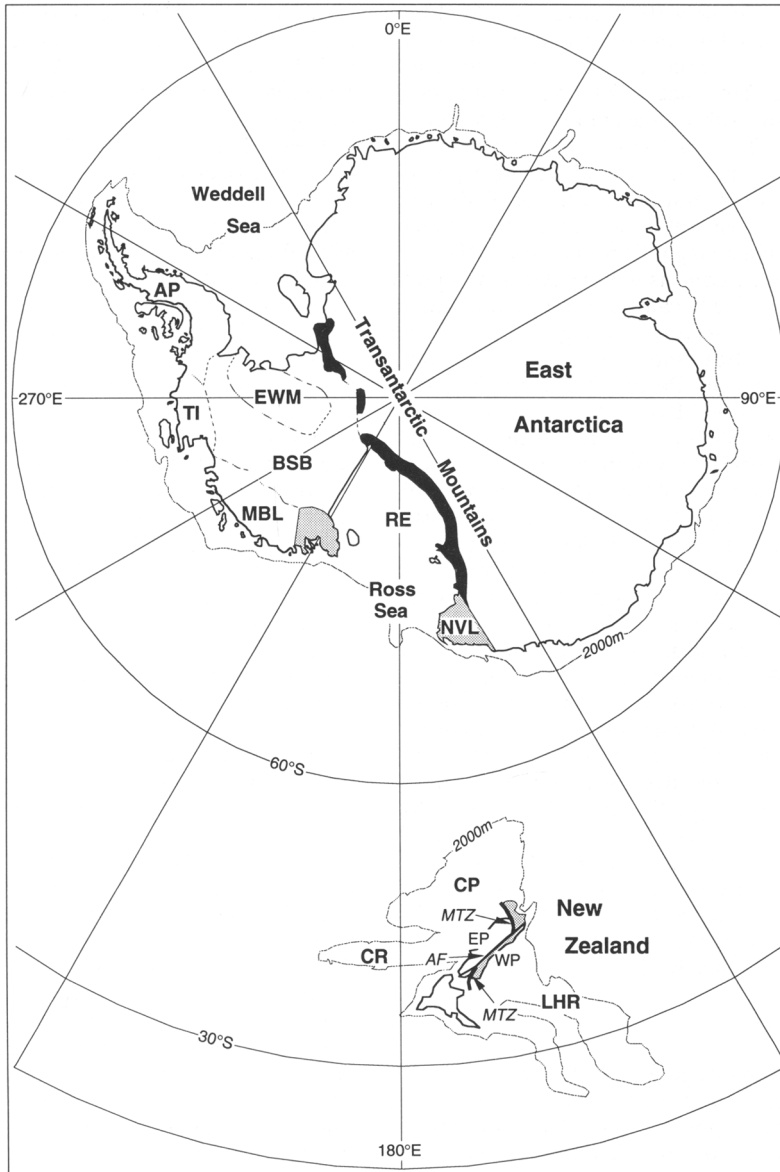 0°E
Weddell
Sea
AP
Transantarctic
Mountains
East
Antarctica
270°E
90°E
EWM
TI
BSB
MBL
RE
Ross
Sea
NVL
2000m
60°S
2000m
CP
MTZ
New
Zealand
EP
CR
AF
WP
LHR
MTZ
30°S
180°E